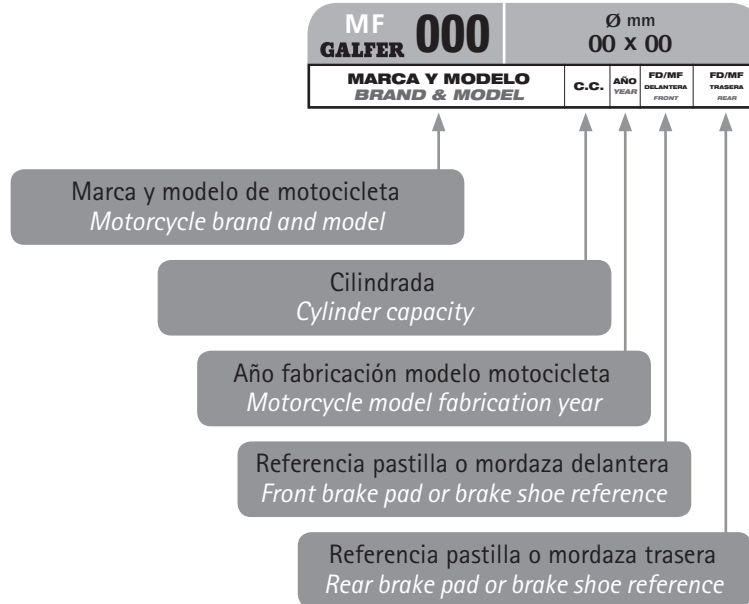 MF
GALFER 000
Ø mm
00 x 00
MARCA Y MODELO
BRAND & MODEL
C.C.
AÑO
YEAR
FD/MF
DELANTERA
FRONT
FD/MF
TRASERA
REAR
Marca y modelo de motocicleta
Motorcycle brand and model
Cilindrada
Cylinder capacity
Año fabricación modelo motocicleta
Motorcycle model fabrication year
Referencia pastilla o mordaza delantera
Front brake pad or brake shoe reference
Referencia pastilla o mordaza trasera
Rear brake pad or brake shoe reference